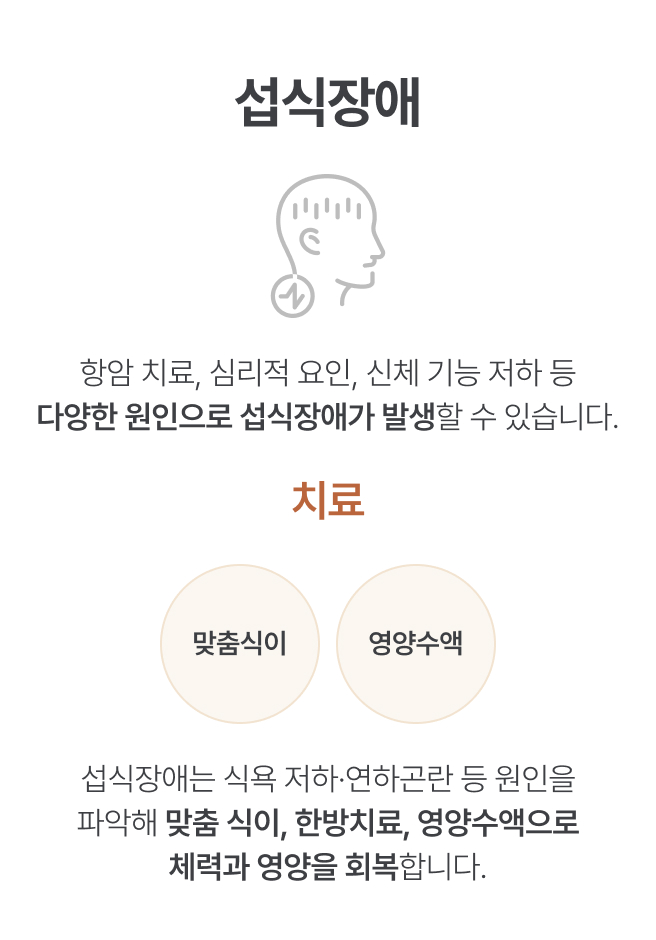 섭식장애
항암 치료, 심리적 요인, 신체 기능 저하 등
다양한 원인으로 섭식장애가 발생할 수 있습니다.
치료
맞춤식이
영양수액
섭식장애는 식욕 저하·연하곤란 등 원인을
파악해 맞춤 식이, 한방치료, 영양수액으로
체력과 영양을 회복합니다.